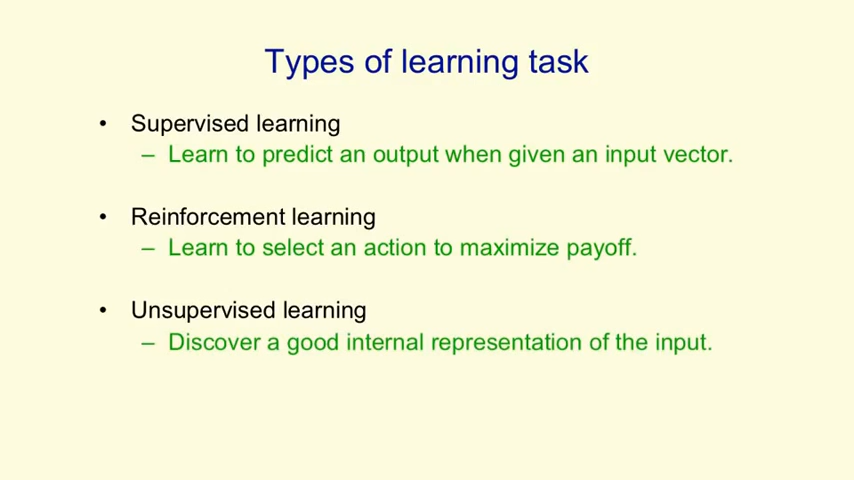 Types of learning task
• Supervised learning
– Learn to predict an output when given an input vector.
• Reinforcement learning
– Learn to select an action to maximize payoff.
• Unsupervised learning
– Discover a good internal representation of the input.